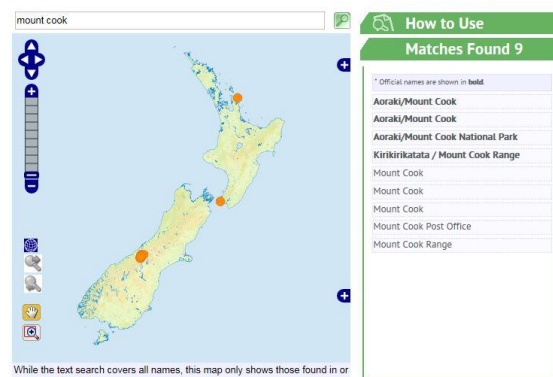 mount cook
How to Use
Matches Found 9
* Official names are shown in bold.
Aoraki/Mount Cook
Aoraki/Mount Cook
Aoraki/Mount Cook National Park
Kirikirikatata / Mount Cook Range
Mount Cook
Mount Cook
Mount Cook
Mount Cook Post Office
Mount Cook Range
While the text search covers all names, this map only shows those found in or